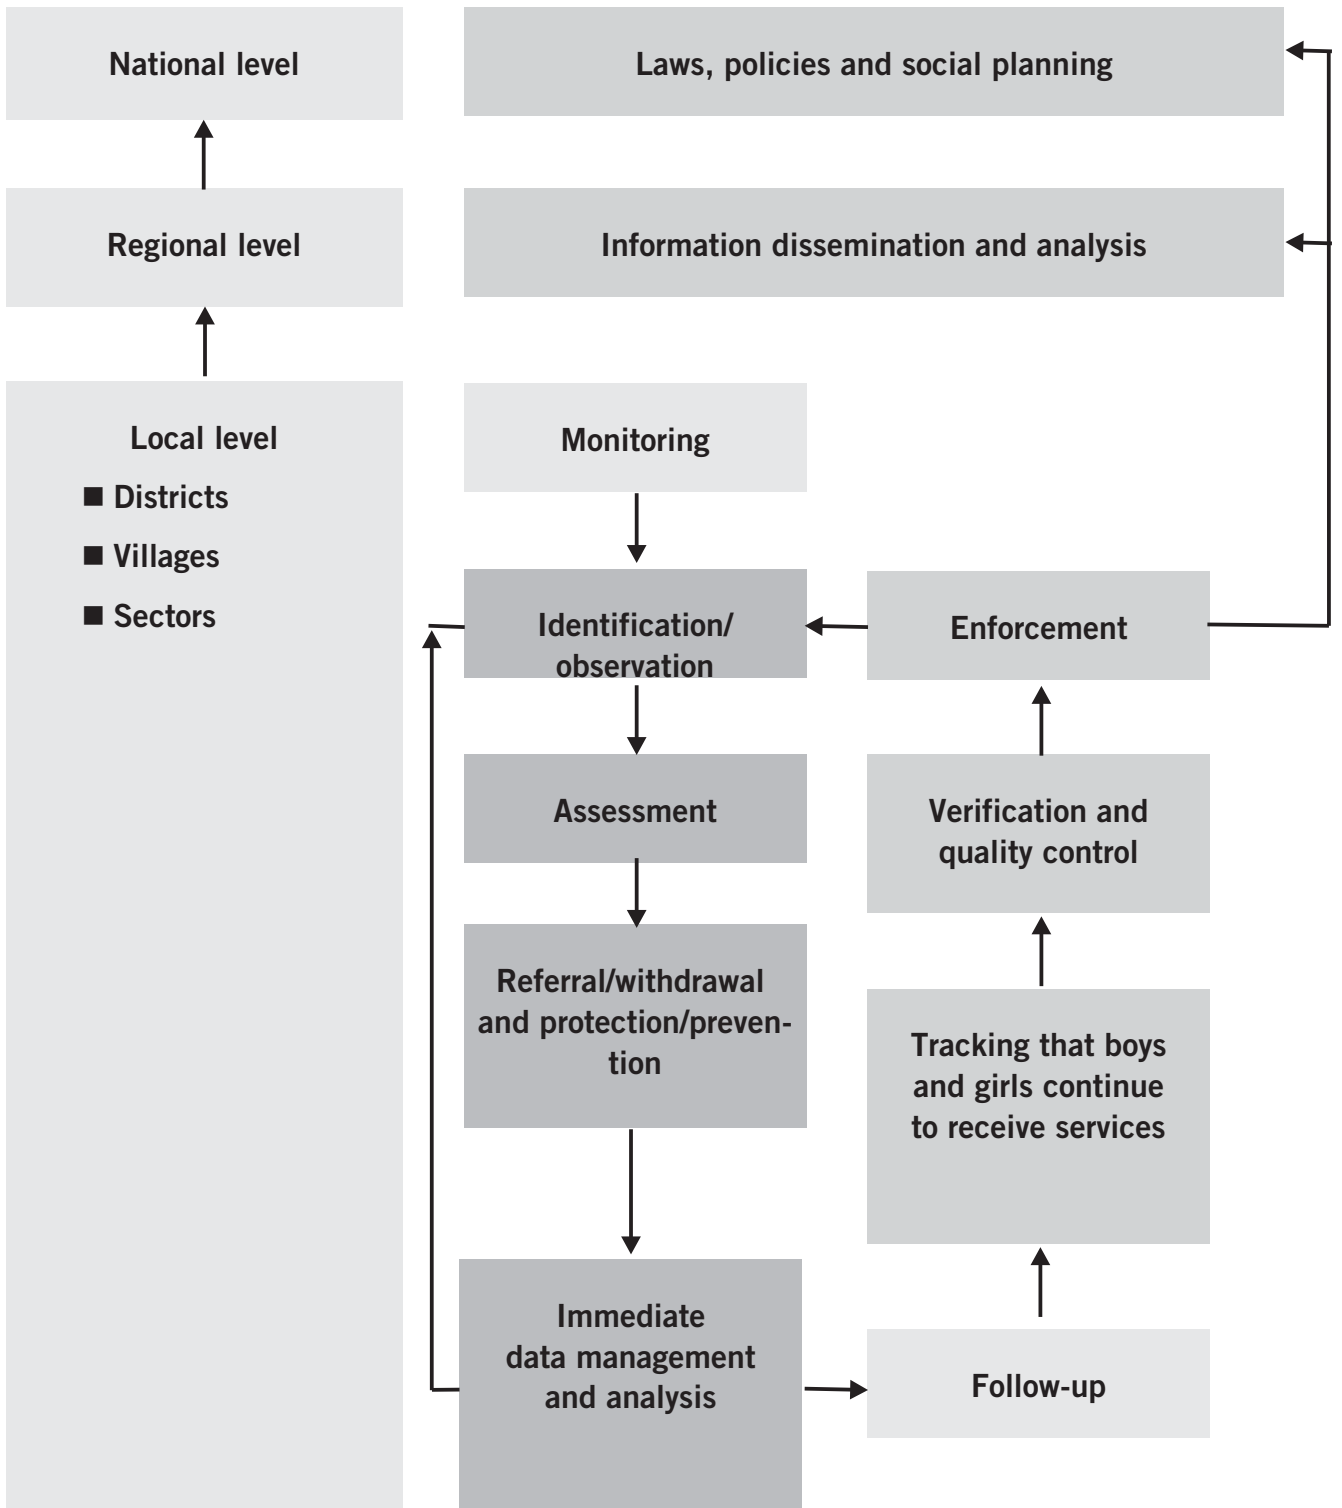 National level
Laws, policies and social planning
Regional level
Information dissemination and analysis
Local level
■ Districts
■ Villages
■ Sectors
Monitoring
Identification/
observation
Enforcement
Assessment
Verification and
quality control
Referral/withdrawal
and protection/preven-
tion
Tracking that boys
and girls continue
to receive services
Immediate
data management
and analysis
Follow-up